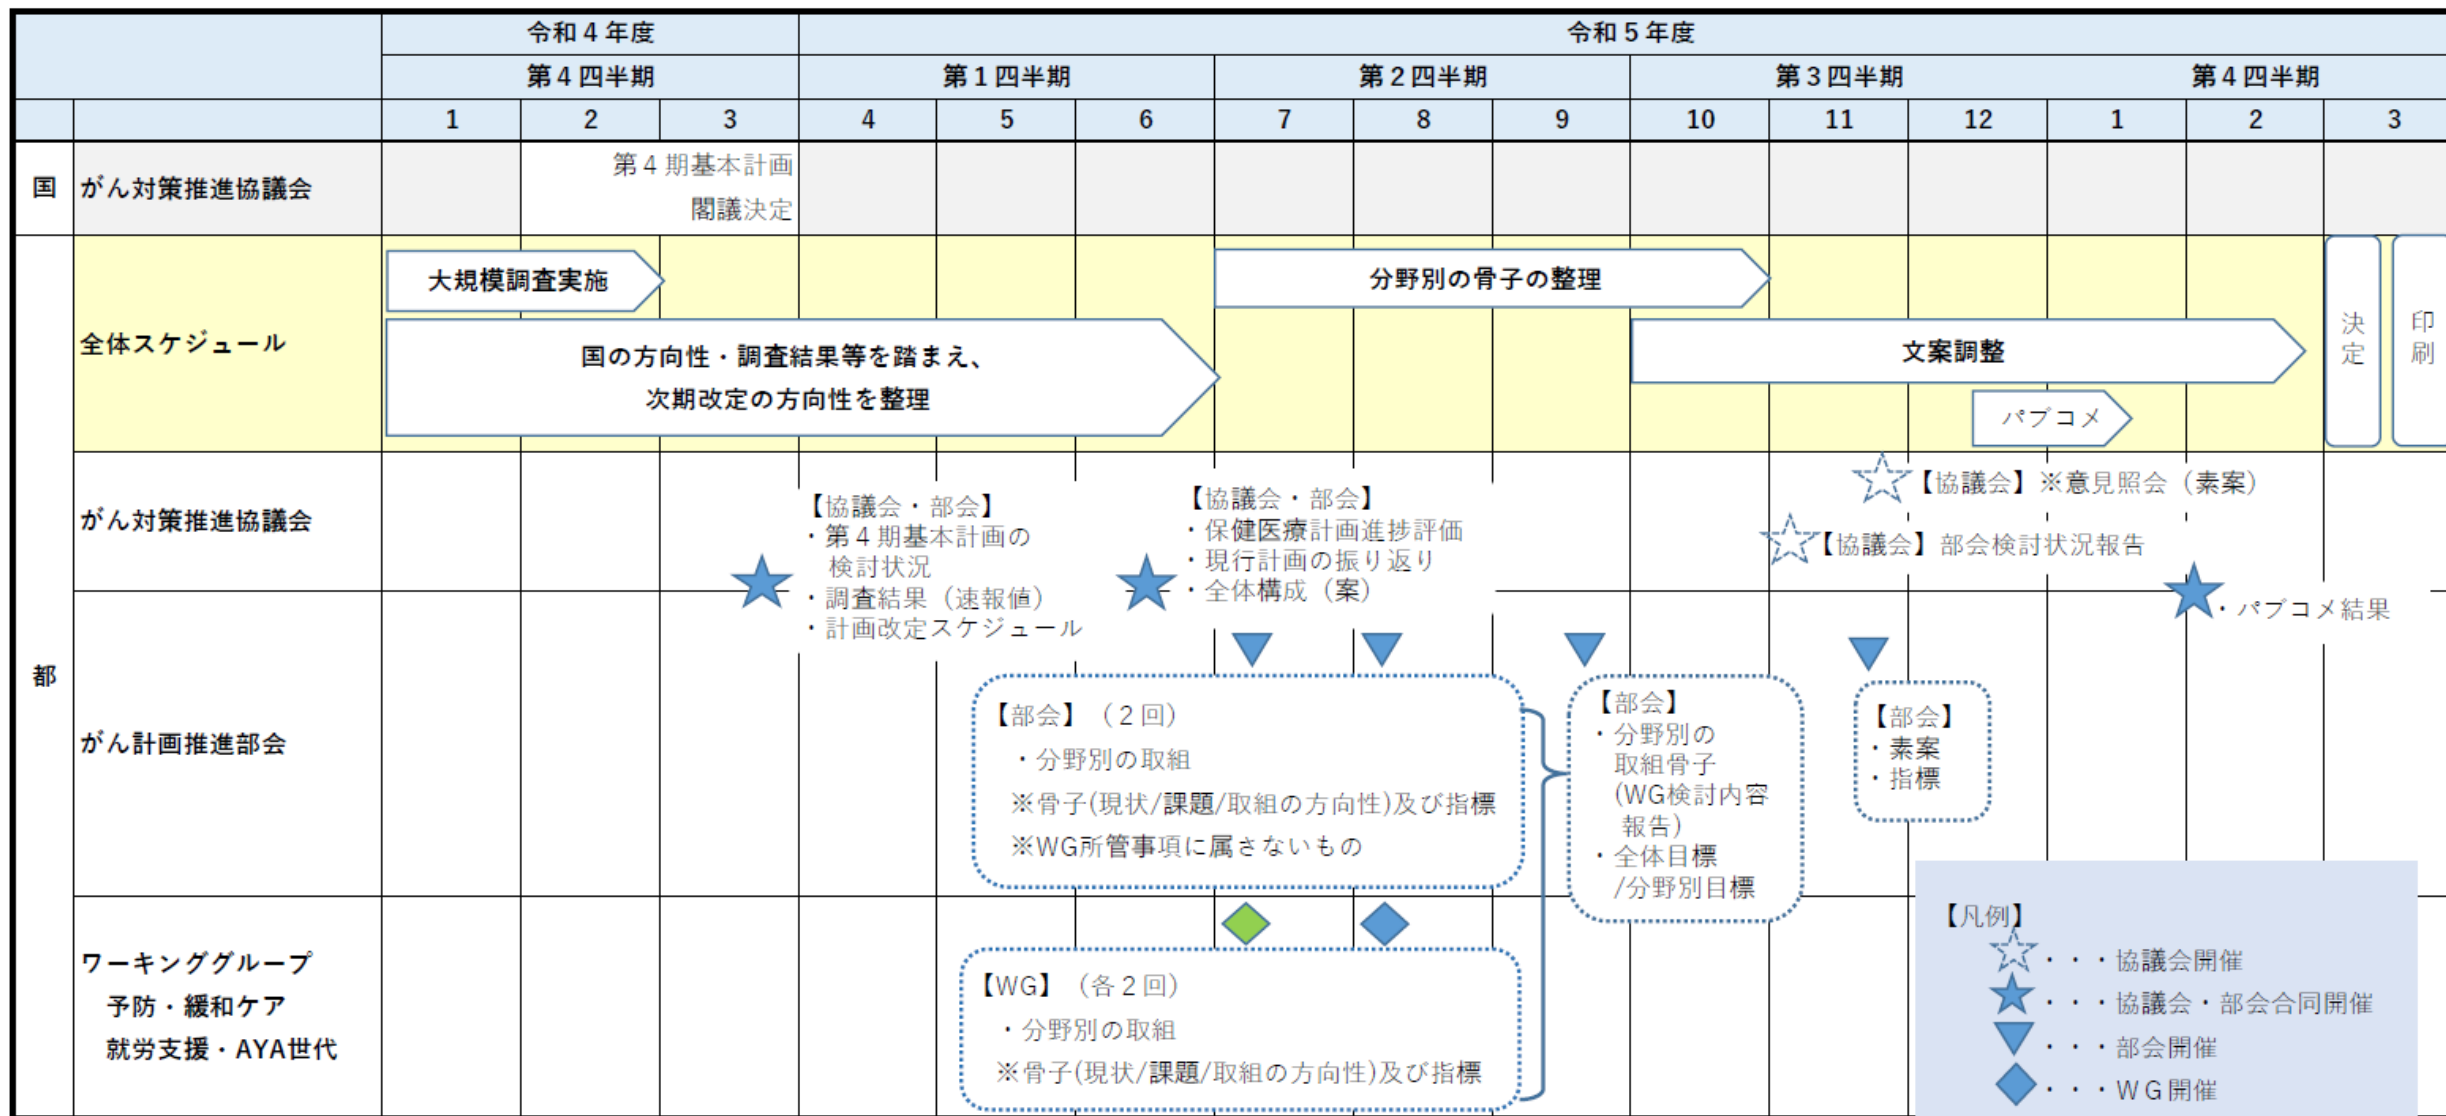 令和４年度
令和５年度
第４四半期
第１四半期
第２四半期
第３四半期
第４四半期
1
2
3
4
5
6
7
8
9
10
11
12
1
2
3
国
がん対策推進協議会
第４期基本計画
閣議決定
都
全体スケジュール
大規模調査実施
国の方向性・調査結果等を踏まえ、
次期改定の方向性を整理
分野別の骨子の整理
文案調整
パブコメ
決定
印刷
がん対策推進協議会
【協議会・部会】
・第４期基本計画の
検討状況
・調査結果（速報値）
・計画改定スケジュール
【協議会・部会】
・保健医療計画進捗評価
・現行計画の振り返り
・全体構成（案）
【協議会】※意見照会（素案）
【協議会】部会検討状況報告
・パブコメ結果
がん計画推進部会
【部会】（２回）
・分野別の取組
※骨子(現状/課題/取組の方向性)及び指標
※WG所管事項に属さないもの
【部会】
・分野別の
取組骨子
(WG検討内容
報告)
・全体目標
/分野別目標
【部会】
・素案
・指標
ワーキンググループ
予防・緩和ケア
就労支援・AYA世代
【WG】（各２回）
・分野別の取組
※骨子(現状/課題/取組の方向性)及び指標
【凡例】
・・・協議会開催
・・・協議会・部会合同開催
・・・部会開催
・・・ＷＧ開催